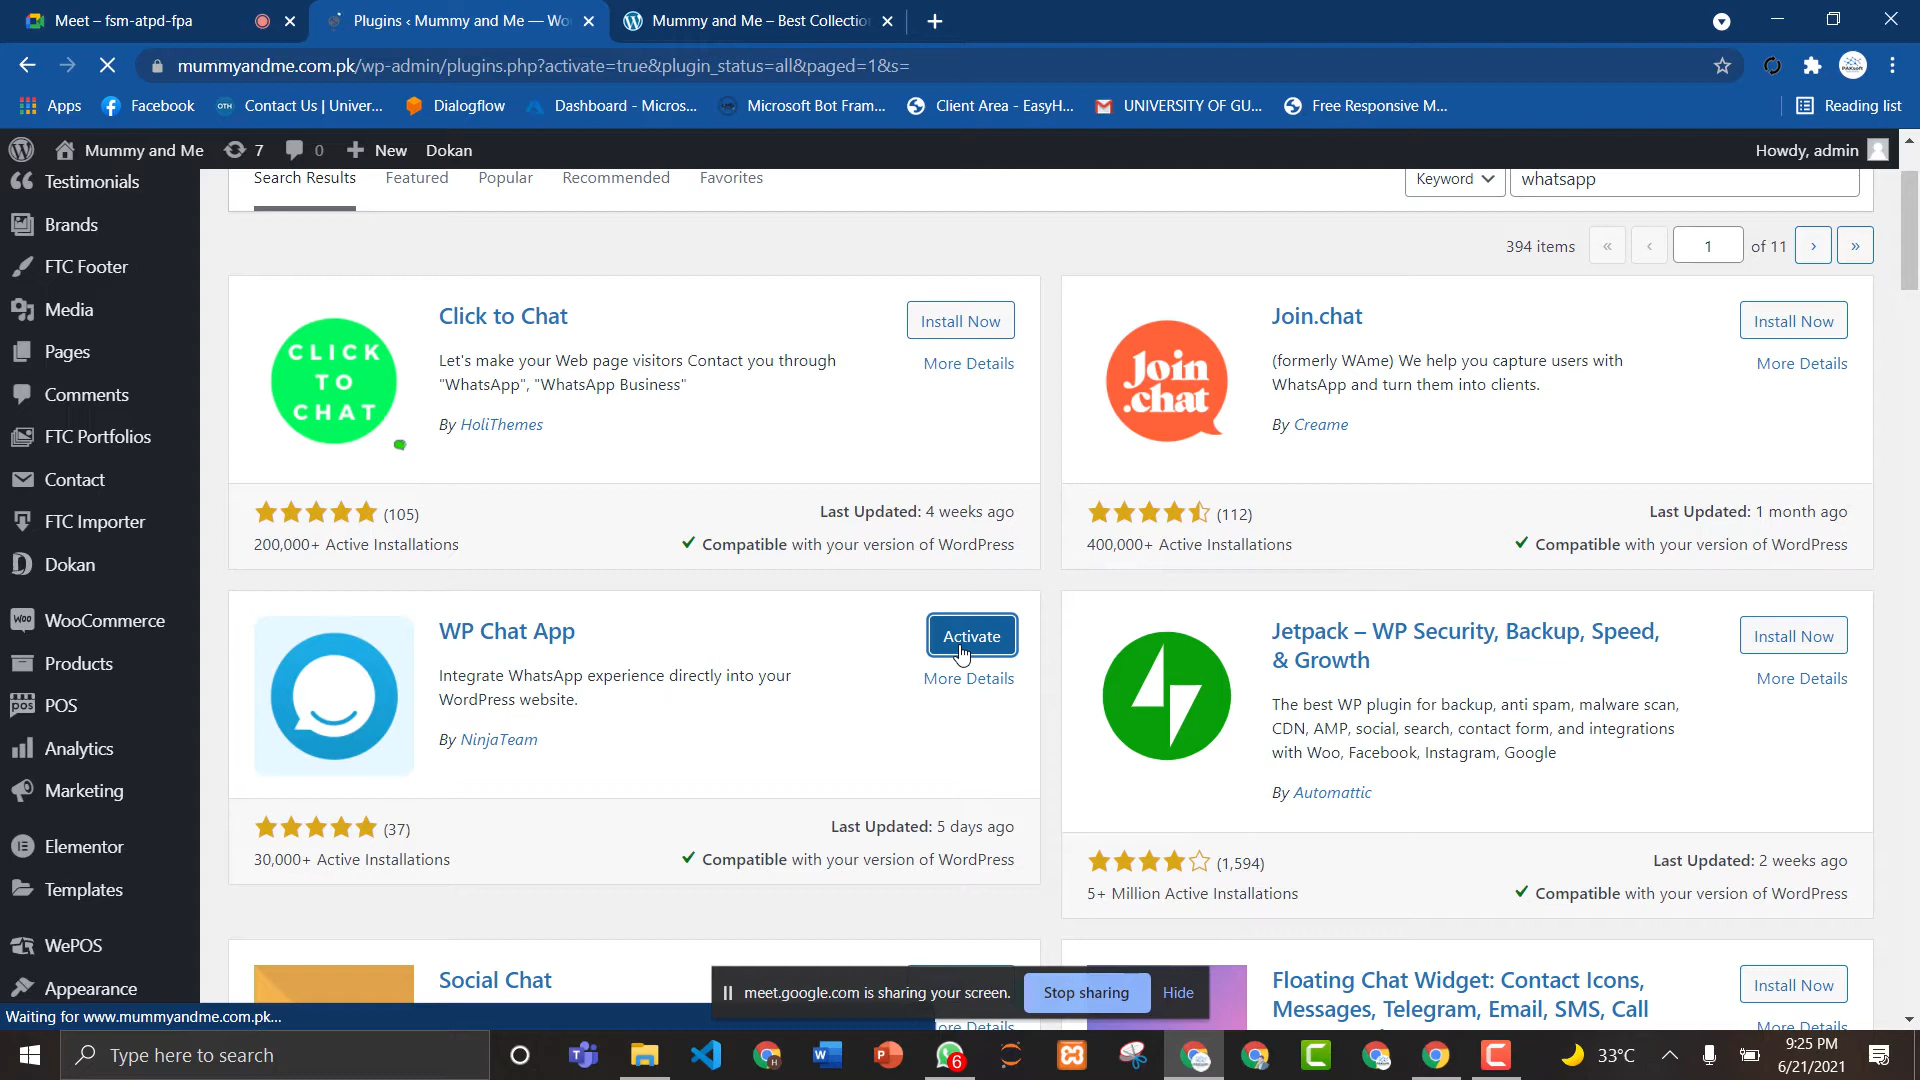 Meet – fsm-atpd-fpa
Plugins ‹ Mummy and Me — Wo
Mummy and Me – Best Collection
mummyandme.com.pk/wp-admin/plugins.php?activate=true&plugin_status=all&paged=1&s=
Apps
Facebook
OTH
Contact Us | Univer...
Dialogflow
Dashboard - Micros...
Microsoft Bot Fram...
Client Area - EasyH...
UNIVERSITY OF GU...
Free Responsive M...
Reading list
Mummy and Me
7
0
New
Dokan
Howdy, admin
Testimonials
Brands
FTC Footer
Media
Pages
Comments
FTC Portfolios
Contact
FTC Importer
Dokan
WooCommerce
Products
POS
Analytics
Marketing
Elementor
Templates
WePOS
Appearance
Search Results
Featured
Popular
Recommended
Favorites
Keyword
whatsapp
394 items
«
‹
1
of 11
›
»
CLICK
TO
CHAT
Click to Chat
Install Now
More Details
Let's make your Web page visitors Contact you through
"WhatsApp", "WhatsApp Business"
By HoliThemes
(105)
Last Updated: 4 weeks ago
200,000+ Active Installations
Compatible with your version of WordPress
Join
.chat
Join.chat
Install Now
More Details
(formerly WAme) We help you capture users with
WhatsApp and turn them into clients.
By Creame
(112)
Last Updated: 1 month ago
400,000+ Active Installations
Compatible with your version of WordPress
WP Chat App
Activate
More Details
Integrate WhatsApp experience directly into your
WordPress website.
By NinjaTeam
(37)
Last Updated: 5 days ago
30,000+ Active Installations
Compatible with your version of WordPress
Jetpack – WP Security, Backup, Speed,
& Growth
Install Now
More Details
The best WP plugin for backup, anti spam, malware scan,
CDN, AMP, social, search, contact form, and integrations
with Woo, Facebook, Instagram, Google
By Automattic
(1,594)
Last Updated: 2 weeks ago
5+ Million Active Installations
Compatible with your version of WordPress
Social Chat
Floating Chat Widget: Contact Icons,
Messages, Telegram, Email, SMS, Call
Install Now
More Details
meet.google.com is sharing your screen.
Stop sharing
Hide
Waiting for www.mummyandme.com.pk...
Type here to search
6
33°C
9:25 PM
6/21/2021